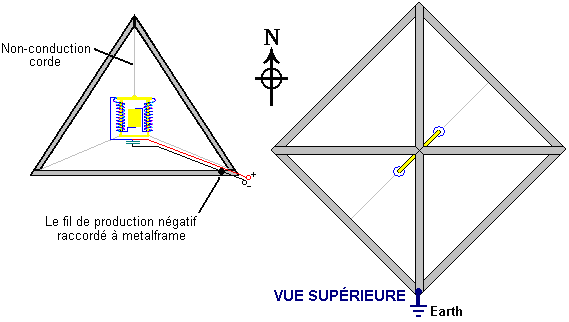 Non-conduction
corde
N
+
-
Le fil de production négatif
raccordé à metalframe
VUE SUPÉRIEURE
Earth